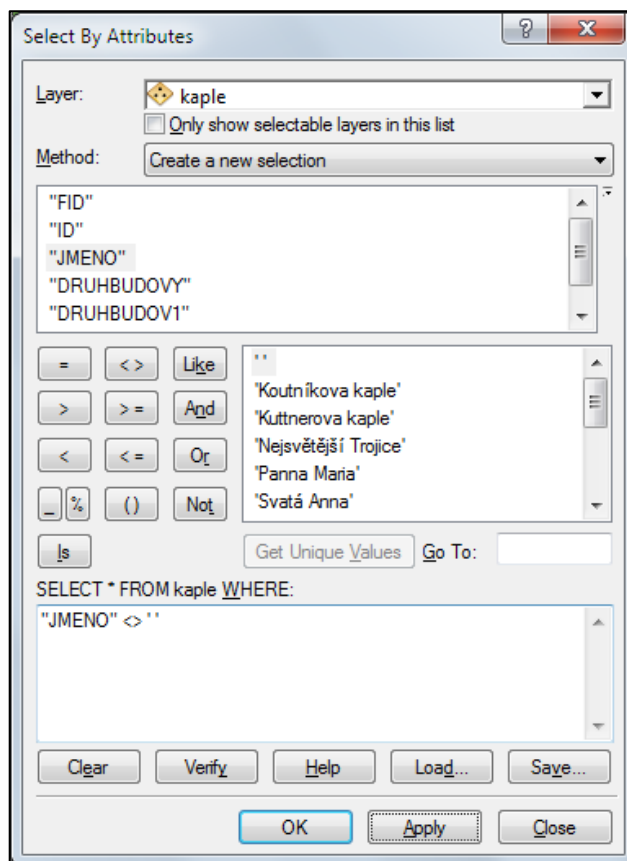 Select By Attributes
Layer: kaple
Only show selectable layers in this list
Method: Create a new selection
"FID"
"ID"
"JMENO"
"DRUHBUDOVY"
"DRUHBUDOV1"
= <> Like
> >= And
< <= Or
_ % () Not
Is
' '
'Koutníkova kaple'
'Kuttnerova kaple'
'Nejsvětější Trojice'
'Panna Maria'
'Svatá Anna'
Get Unique Values Go To:
SELECT * FROM kaple WHERE:
"JMENO" <> ' '
Clear Verify Help Load... Save...
OK Apply Close